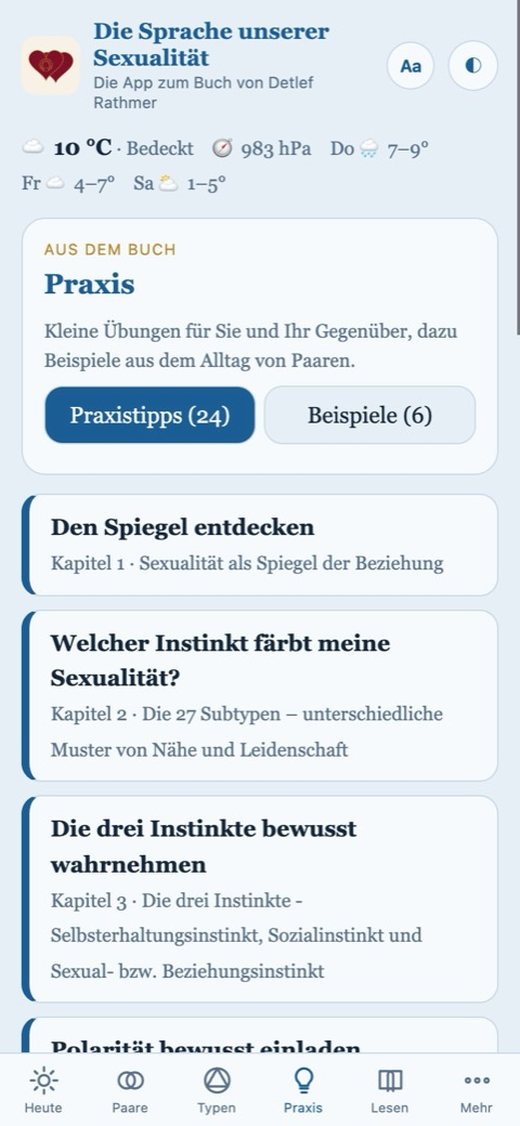 Die Sprache unserer
Sexualität
Die App zum Buch von Detlef
Rathmer
Aa
10 °C · Bedeckt 983 hPa Do 7–9°
Fr 4–7° Sa 1–5°
AUS DEM BUCH
Praxis
Kleine Übungen für Sie und Ihr Gegenüber, dazu
Beispiele aus dem Alltag von Paaren.
Praxistipps (24) Beispiele (6)
Den Spiegel entdecken
Kapitel 1 · Sexualität als Spiegel der Beziehung
Welcher Instinkt färbt meine
Sexualität?
Kapitel 2 · Die 27 Subtypen – unterschiedliche
Muster von Nähe und Leidenschaft
Die drei Instinkte bewusst
wahrnehmen
Kapitel 3 · Die drei Instinkte -
Selbsterhaltungsinstinkt, Sozialinstinkt und
Sexual- bzw. Beziehungsinstinkt
Polarität bewusst einladen
Heute Paare Typen Praxis Lesen Mehr